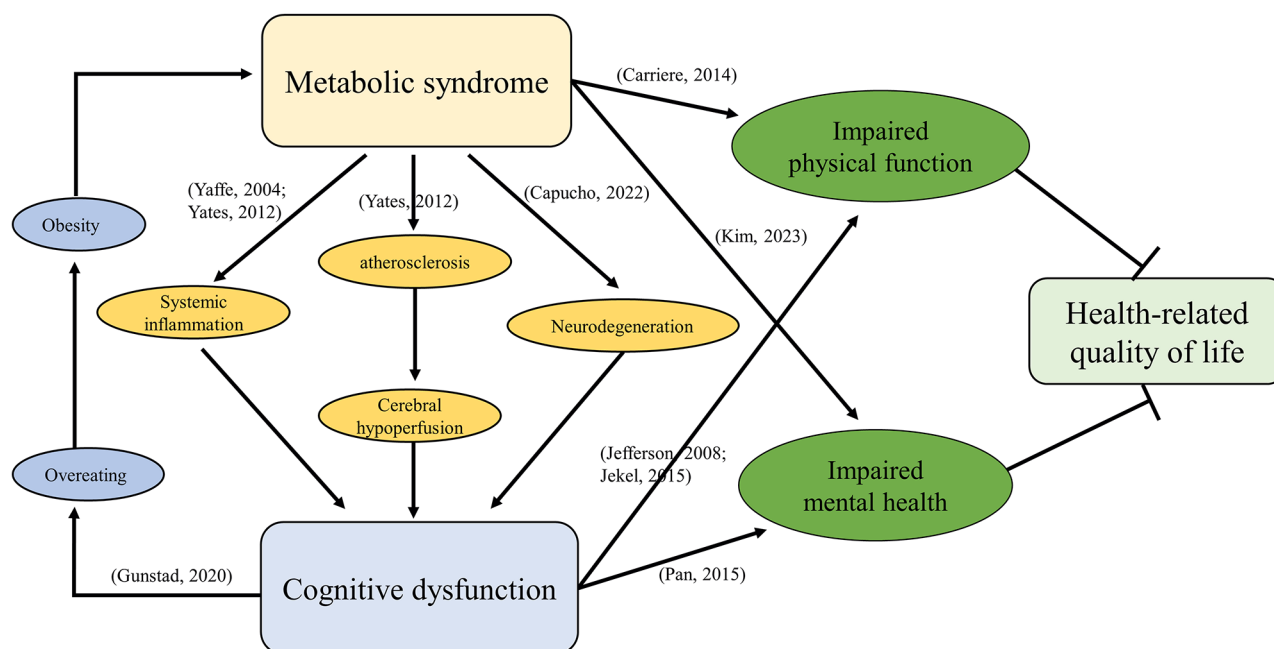 Metabolic syndrome
(Carriere, 2014)
Impaired
physical function
(Yaffe, 2004;
Yates, 2012)
(Yates, 2012)
(Capucho, 2022)
Obesity
(Kim, 2023)
atherosclerosis
Systemic
inflammation
Neurodegeneration
Health-related
quality of life
Cerebral
hypoperfusion
(Jefferson, 2008;
Jekel, 2015)
Overeating
Impaired
mental health
(Gunstad, 2020)
Cognitive dysfunction
(Pan, 2015)